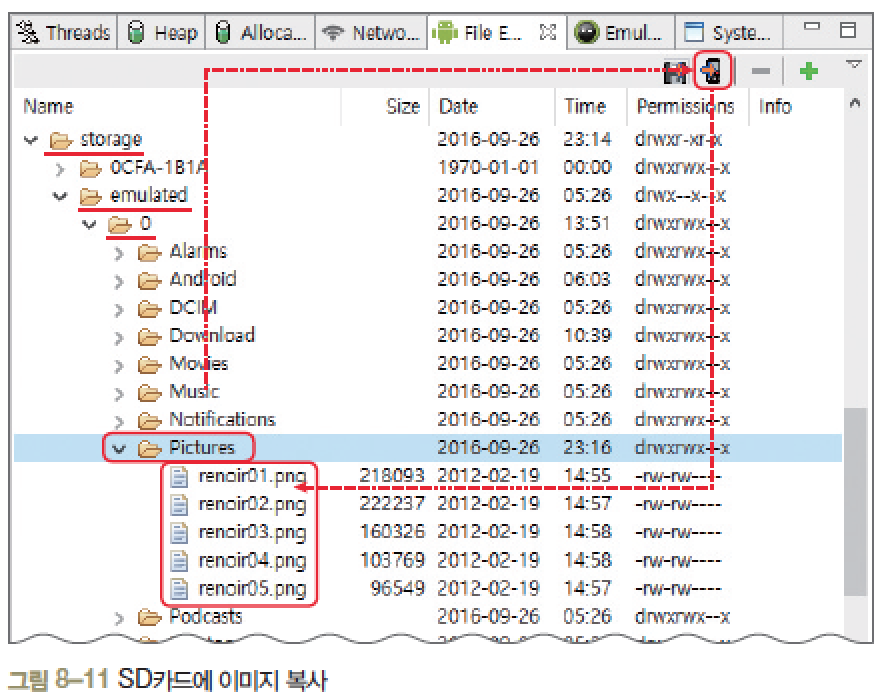 Threads Heap Alloca... Netwo... File E... Emul... Syste...
Name Size Date Time Permissions Info
storage 2016-09-26 23:14 drwxr-xr-x
0CFA-1B1A 1970-01-01 00:00 drwxrwx--x
emulated 2016-09-26 05:26 drwx--x--x
0 2016-09-26 13:51 drwxrwx--x
Alarms 2016-09-26 05:26 drwxrwx--x
Android 2016-09-26 06:03 drwxrwx--x
DCIM 2016-09-26 05:26 drwxrwx--x
Download 2016-09-26 10:39 drwxrwx--x
Movies 2016-09-26 05:26 drwxrwx--x
Music 2016-09-26 05:26 drwxrwx--x
Notifications 2016-09-26 05:26 drwxrwx--x
Pictures 2016-09-26 23:16 drwxrwx--x
renoir01.png 218093 2012-02-19 14:55 -rw-rw----
renoir02.png 222237 2012-02-19 14:57 -rw-rw----
renoir03.png 160326 2012-02-19 14:58 -rw-rw----
renoir04.png 103769 2012-02-19 14:58 -rw-rw----
renoir05.png 96549 2012-02-19 14:57 -rw-rw----
Podcasts 2016-09-26 05:26 drwxrwx--x
그림 8-11 SD카드에 이미지 복사